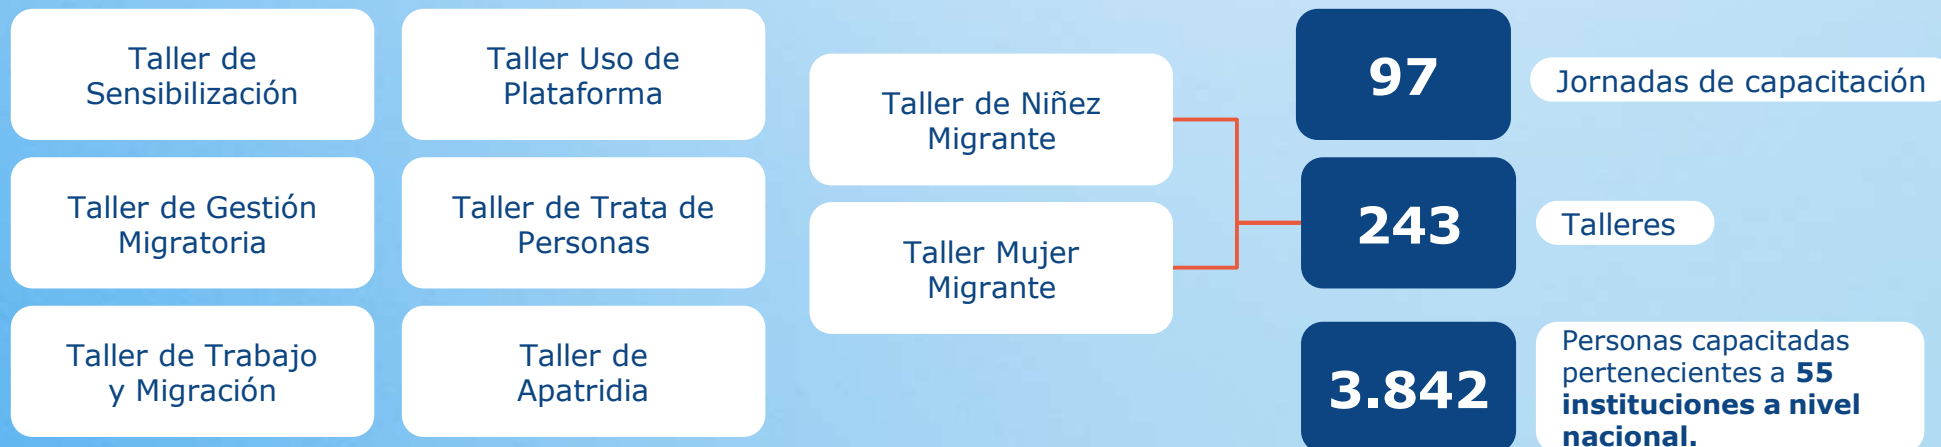 Taller de
Sensibilización
Taller Uso de
Plataforma
Taller de Gestión
Migratoria
Taller de Trata de
Personas
Taller de Trabajo
y Migración
Taller de
Apatridia
Taller de Niñez
Migrante
Taller Mujer
Migrante
97
Jornadas de capacitación
243
Talleres
3.842
Personas capacitadas
pertenecientes a 55
instituciones a nivel
nacional.